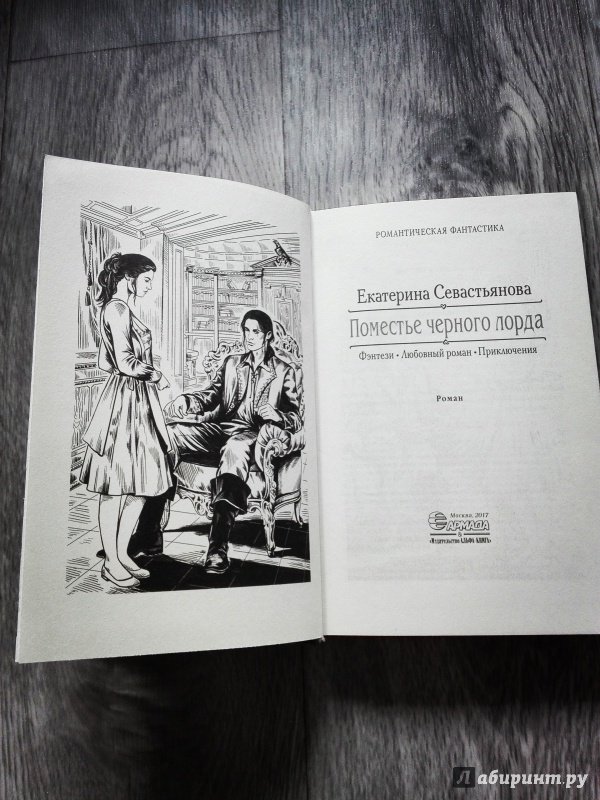 РОМАНТИЧЕСКАЯ ФАНТАСТИКА
Екатерина Севастьянова
Поместье черного лорда
Фэнтези • Любовный роман • Приключения
Роман
Москва, 2017
АРМАДА
&
«Издательство АЛЬФА-КНИГА»
Л лабиринт.ру